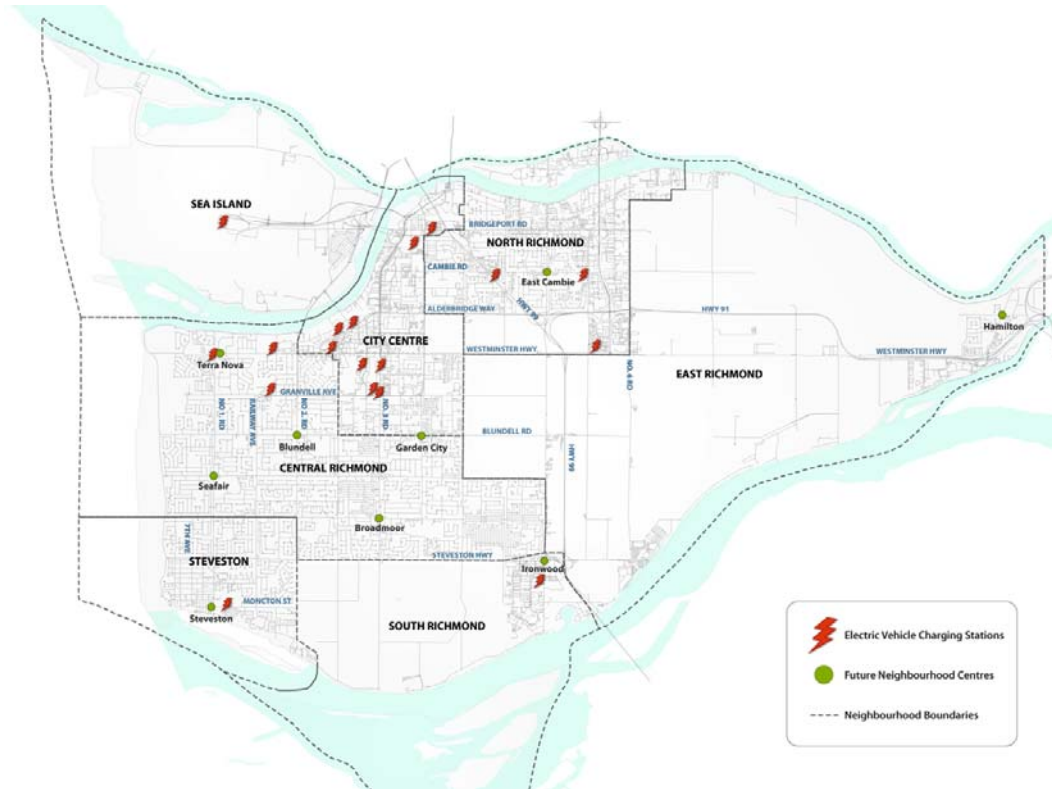 SEA ISLAND
BRIDGEPORT RD
NORTH RICHMOND
CAMBIE RD
East Cambie
ALDERBRIDGE WAY
HWY 99
HWY 91
Hamilton
CITY CENTRE
WESTMINSTER HWY
WESTMINSTER HWY
Terra Nova
EAST RICHMOND
NO. 6 RD
GRANVILLE AVE
NO. 1 RD
RAILWAY AVE
NO. 2 RD
NO. 3 RD
BLUNDELL RD
Blundell
Garden City
HWY 99
CENTRAL RICHMOND
Seafair
Broadmoor
7TH AVE
STEVESTON HWY
STEVESTON
Ironwood
MONCTON ST
Steveston
SOUTH RICHMOND
Electric Vehicle Charging Stations
Future Neighbourhood Centres
Neighbourhood Boundaries